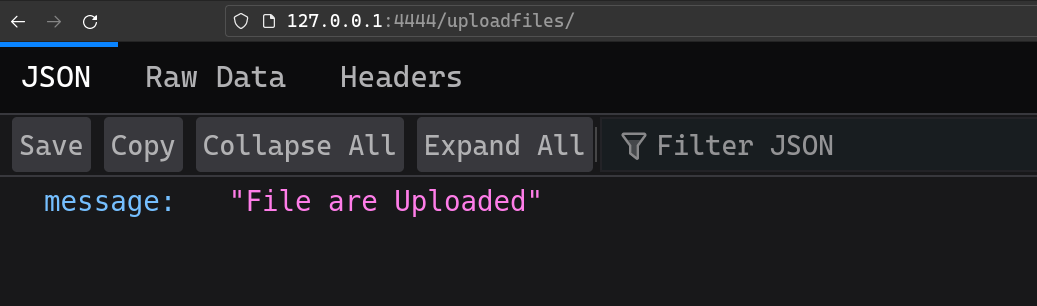 127.0.0.1:4444/uploadfiles/
JSON Raw Data Headers
Save Copy Collapse All Expand All Filter JSON
message: "File are Uploaded"